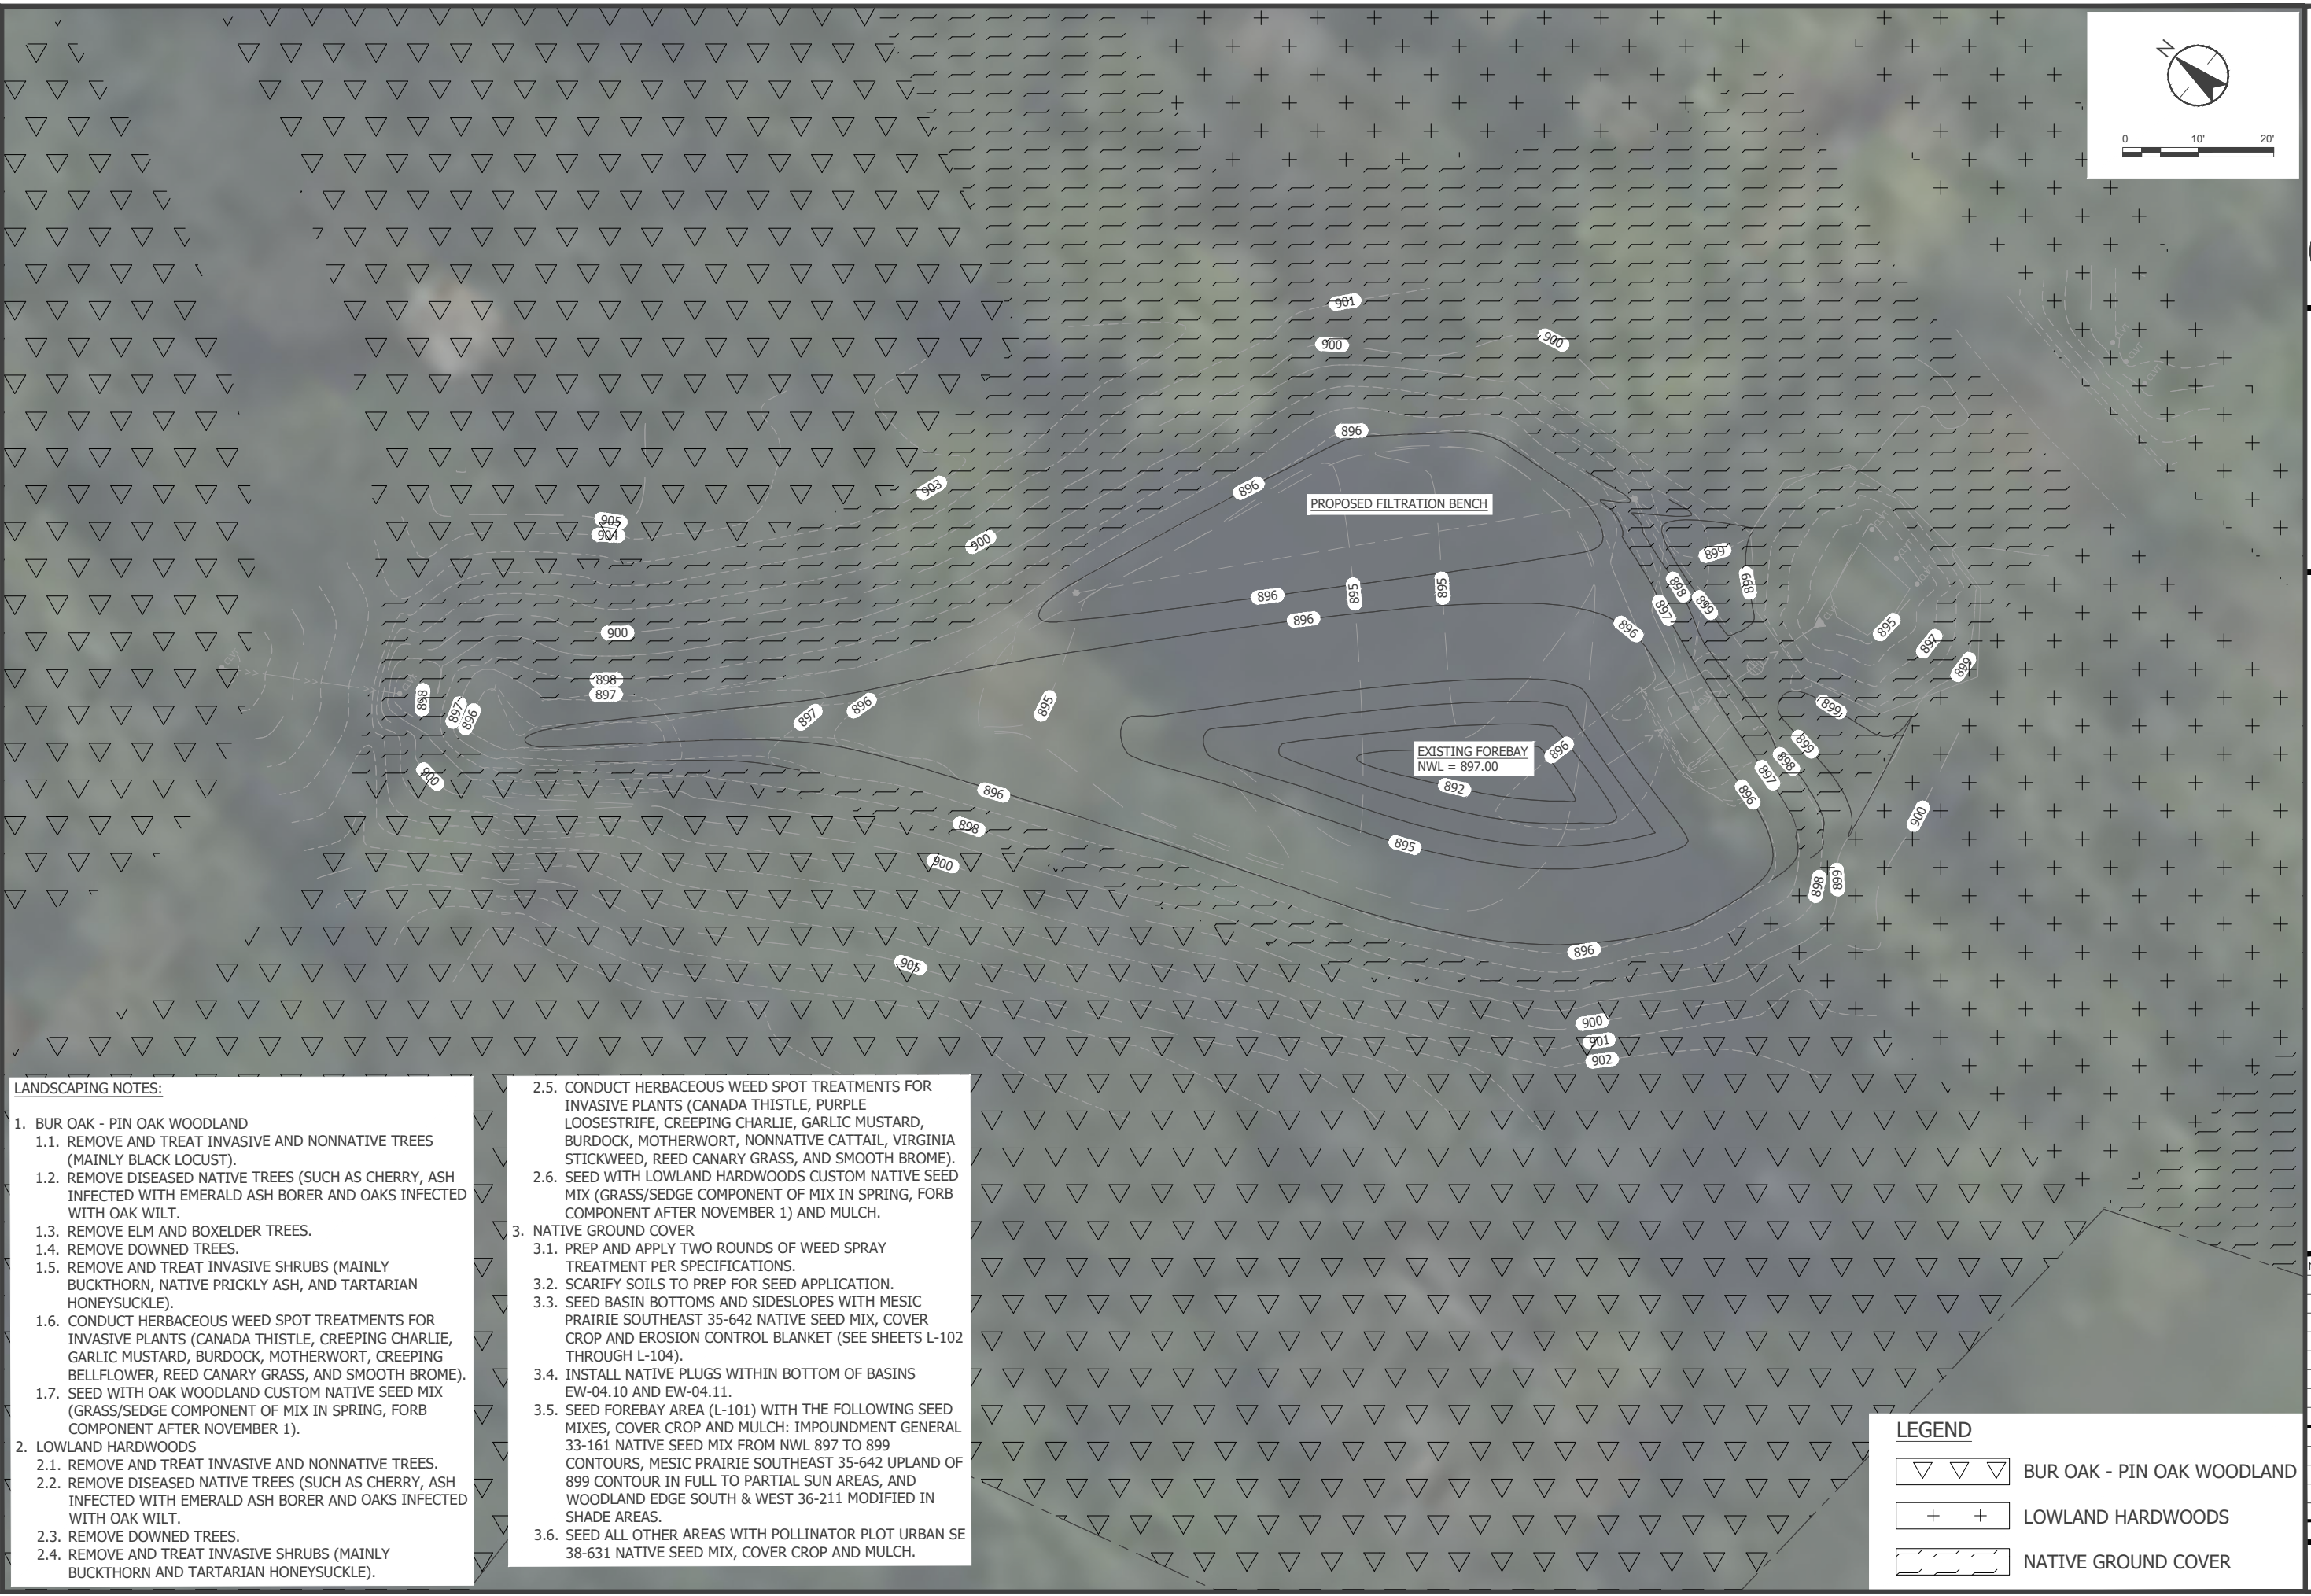 N
0 10' 20'
901
900
900
896
903
896
PROPOSED FILTRATION BENCH
905
904
900
899
896
895
895
898
899
899
897
896
896
895
897
899
900
898
897
898
897
896
897
896
895
899
899
898
897
896
EXISTING FOREBAY
NWL = 897.00
896
892
900
896
898
900
895
900
898
899
905
896
900
901
902
LANDSCAPING NOTES:
1. BUR OAK - PIN OAK WOODLAND
1.1. REMOVE AND TREAT INVASIVE AND NONNATIVE TREES
(MAINLY BLACK LOCUST).
1.2. REMOVE DISEASED NATIVE TREES (SUCH AS CHERRY, ASH
INFECTED WITH EMERALD ASH BORER AND OAKS INFECTED
WITH OAK WILT.
1.3. REMOVE ELM AND BOXELDER TREES.
1.4. REMOVE DOWNED TREES.
1.5. REMOVE AND TREAT INVASIVE SHRUBS (MAINLY
BUCKTHORN, NATIVE PRICKLY ASH, AND TARTARIAN
HONEYSUCKLE).
1.6. CONDUCT HERBACEOUS WEED SPOT TREATMENTS FOR
INVASIVE PLANTS (CANADA THISTLE, CREEPING CHARLIE,
GARLIC MUSTARD, BURDOCK, MOTHERWORT, CREEPING
BELLFLOWER, REED CANARY GRASS, AND SMOOTH BROME).
1.7. SEED WITH OAK WOODLAND CUSTOM NATIVE SEED MIX
(GRASS/SEDGE COMPONENT OF MIX IN SPRING, FORB
COMPONENT AFTER NOVEMBER 1).
2. LOWLAND HARDWOODS
2.1. REMOVE AND TREAT INVASIVE AND NONNATIVE TREES.
2.2. REMOVE DISEASED NATIVE TREES (SUCH AS CHERRY, ASH
INFECTED WITH EMERALD ASH BORER AND OAKS INFECTED
WITH OAK WILT.
2.3. REMOVE DOWNED TREES.
2.4. REMOVE AND TREAT INVASIVE SHRUBS (MAINLY
BUCKTHORN AND TARTARIAN HONEYSUCKLE).
2.5. CONDUCT HERBACEOUS WEED SPOT TREATMENTS FOR
INVASIVE PLANTS (CANADA THISTLE, PURPLE
LOOSESTRIFE, CREEPING CHARLIE, GARLIC MUSTARD,
BURDOCK, MOTHERWORT, NONNATIVE CATTAIL, VIRGINIA
STICKWEED, REED CANARY GRASS, AND SMOOTH BROME).
2.6. SEED WITH LOWLAND HARDWOODS CUSTOM NATIVE SEED
MIX (GRASS/SEDGE COMPONENT OF MIX IN SPRING, FORB
COMPONENT AFTER NOVEMBER 1) AND MULCH.
3. NATIVE GROUND COVER
3.1. PREP AND APPLY TWO ROUNDS OF WEED SPRAY
TREATMENT PER SPECIFICATIONS.
3.2. SCARIFY SOILS TO PREP FOR SEED APPLICATION.
3.3. SEED BASIN BOTTOMS AND SIDESLOPES WITH MESIC
PRAIRIE SOUTHEAST 35-642 NATIVE SEED MIX, COVER
CROP AND EROSION CONTROL BLANKET (SEE SHEETS L-102
THROUGH L-104).
3.4. INSTALL NATIVE PLUGS WITHIN BOTTOM OF BASINS
EW-04.10 AND EW-04.11.
3.5. SEED FOREBAY AREA (L-101) WITH THE FOLLOWING SEED
MIXES, COVER CROP AND MULCH: IMPOUNDMENT GENERAL
33-161 NATIVE SEED MIX FROM NWL 897 TO 899
CONTOURS, MESIC PRAIRIE SOUTHEAST 35-642 UPLAND OF
899 CONTOUR IN FULL TO PARTIAL SUN AREAS, AND
WOODLAND EDGE SOUTH & WEST 36-211 MODIFIED IN
SHADE AREAS.
3.6. SEED ALL OTHER AREAS WITH POLLINATOR PLOT URBAN SE
38-631 NATIVE SEED MIX, COVER CROP AND MULCH.
LEGEND
BUR OAK - PIN OAK WOODLAND
LOWLAND HARDWOODS
NATIVE GROUND COVER